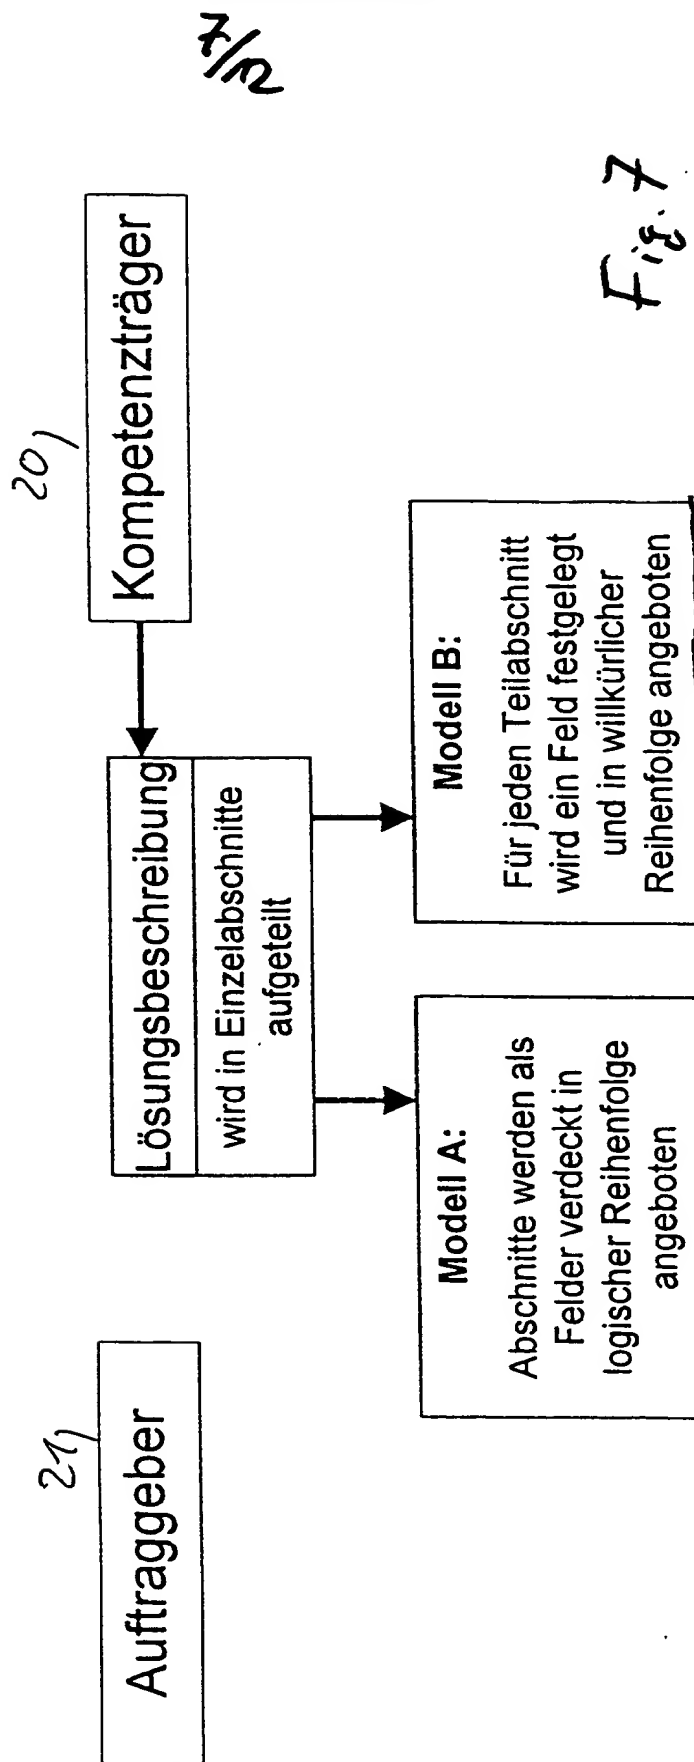 7/12
21
Auftraggeber
Lösungsbeschreibung
wird in Einzelabschnitte
aufgeteilt
20
Kompetenzträger
Modell A:
Abschnitte werden als
Felder verdeckt in
logischer Reihenfolge
angeboten
Modell B:
Für jeden Teilabschnitt
wird ein Feld festgelegt
und in willkürlicher
Reihenfolge angeboten
Fig. 7